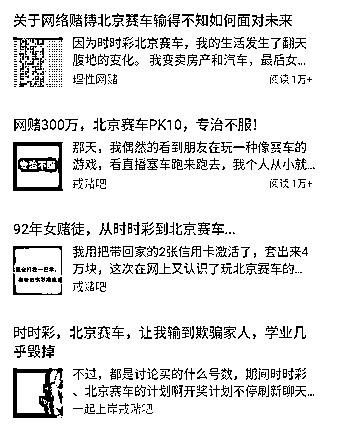 关于网络赌博北京赛车输得不知如何面对未来
因为时时彩北京赛车，我的生活发生了翻天
腹地的变化。 我变卖房产和汽车，最后女...
理性网赌 阅读 1万+
网赌300万，北京赛车PK10，专治不服！
专治不服
那天，我偶然的看到朋友在玩一种像赛车的
游戏，看直播塞车跑来跑去，我个人从小就...
戒赌吧 阅读 1万+
92年女赌徒，从时时彩到北京赛车...
我用把带回家的2张信用卡激活了，套出来4
万块，这次在网上又认识了玩北京赛车的...
戒赌吧
时时彩，北京赛车，让我输到欺骗家人，学业几
乎毁掉
不过，都是讨论买的什么号数，期间时时彩
、北京赛车的计划啊开奖计划不停刷新聊天...
一起上岸戒赌吧